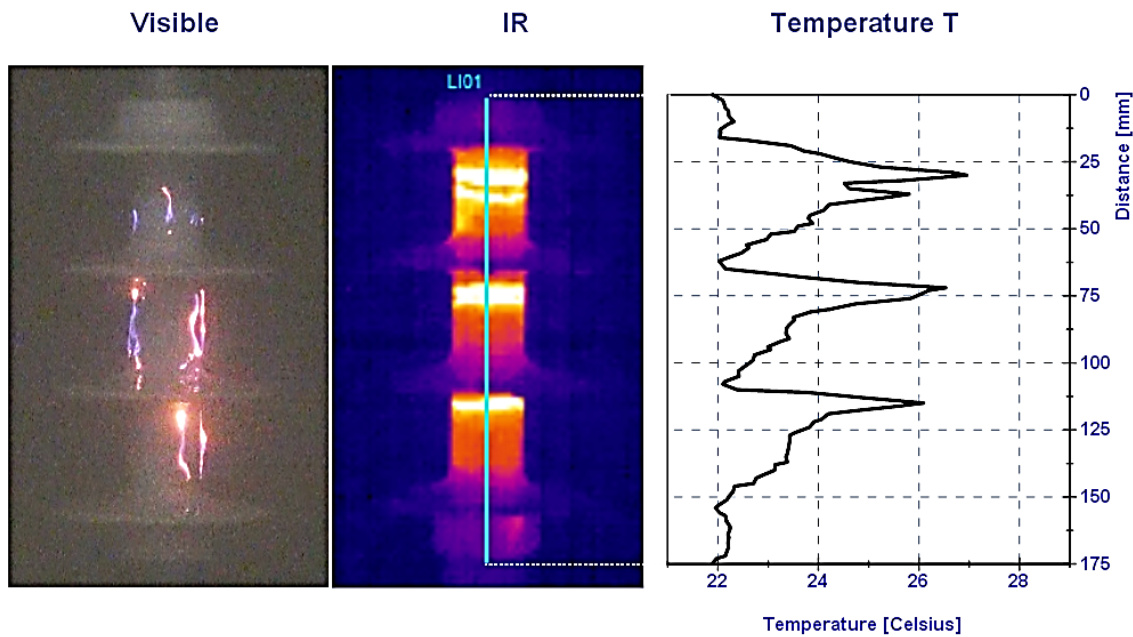 Visible
IR
Temperature T
LI01
0
25
50
75
100
125
150
175
Distance [mm]
22
24
26
28
Temperature [Celsius]